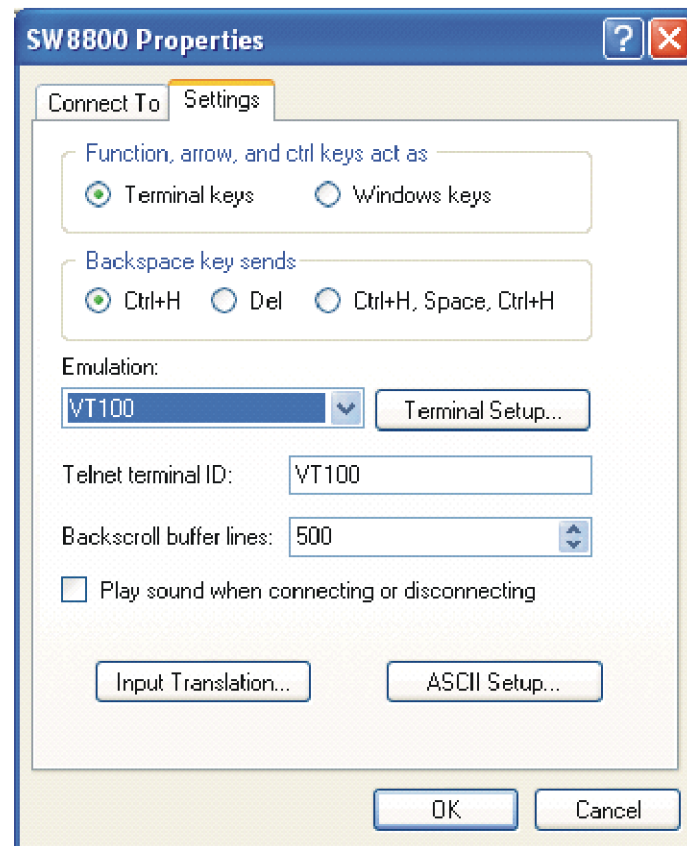 SW8800 Properties
Connect To
Settings
Function, arrow, and ctrl keys act as
Terminal keys
Windows keys
Backspace key sends
Ctrl+H
Del
Ctrl+H, Space, Ctrl+H
Emulation:
VT100
Terminal Setup...
Telnet terminal ID:
VT100
Backscroll buffer lines:
500
Play sound when connecting or disconnecting
Input Translation...
ASCII Setup...
OK
Cancel